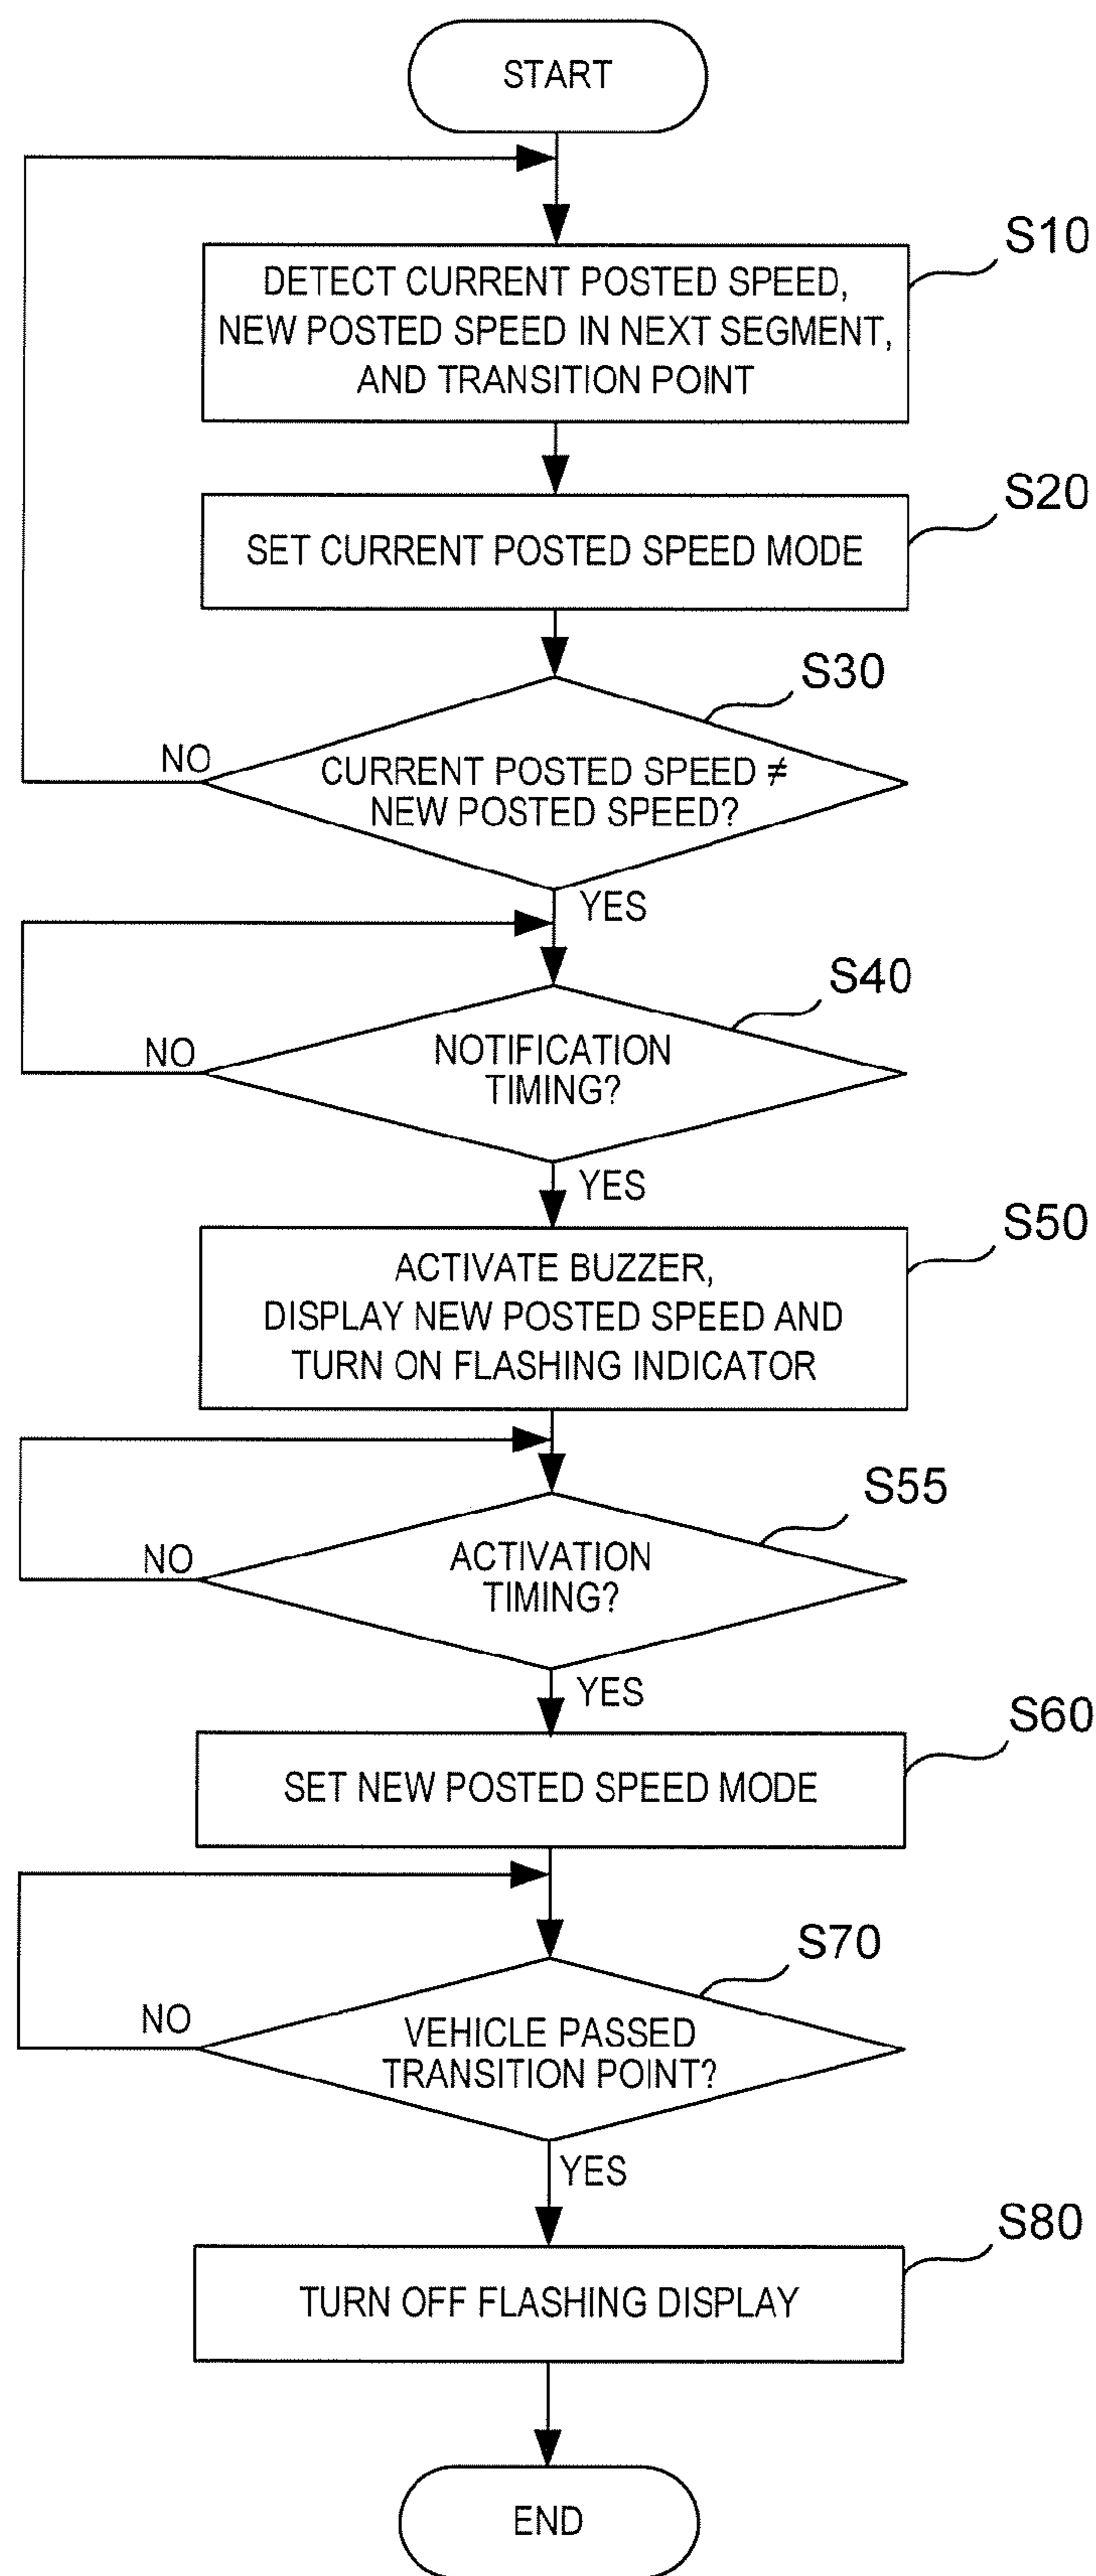 START
S10
DETECT CURRENT POSTED SPEED,
NEW POSTED SPEED IN NEXT SEGMENT,
AND TRANSITION POINT
S20
SET CURRENT POSTED SPEED MODE
S30
NO
CURRENT POSTED SPEED ≠
NEW POSTED SPEED?
YES
S40
NO
NOTIFICATION
TIMING?
YES
S50
ACTIVATE BUZZER,
DISPLAY NEW POSTED SPEED AND
TURN ON FLASHING INDICATOR
S55
NO
ACTIVATION
TIMING?
YES
S60
SET NEW POSTED SPEED MODE
S70
NO
VEHICLE PASSED
TRANSITION POINT?
YES
S80
TURN OFF FLASHING DISPLAY
END